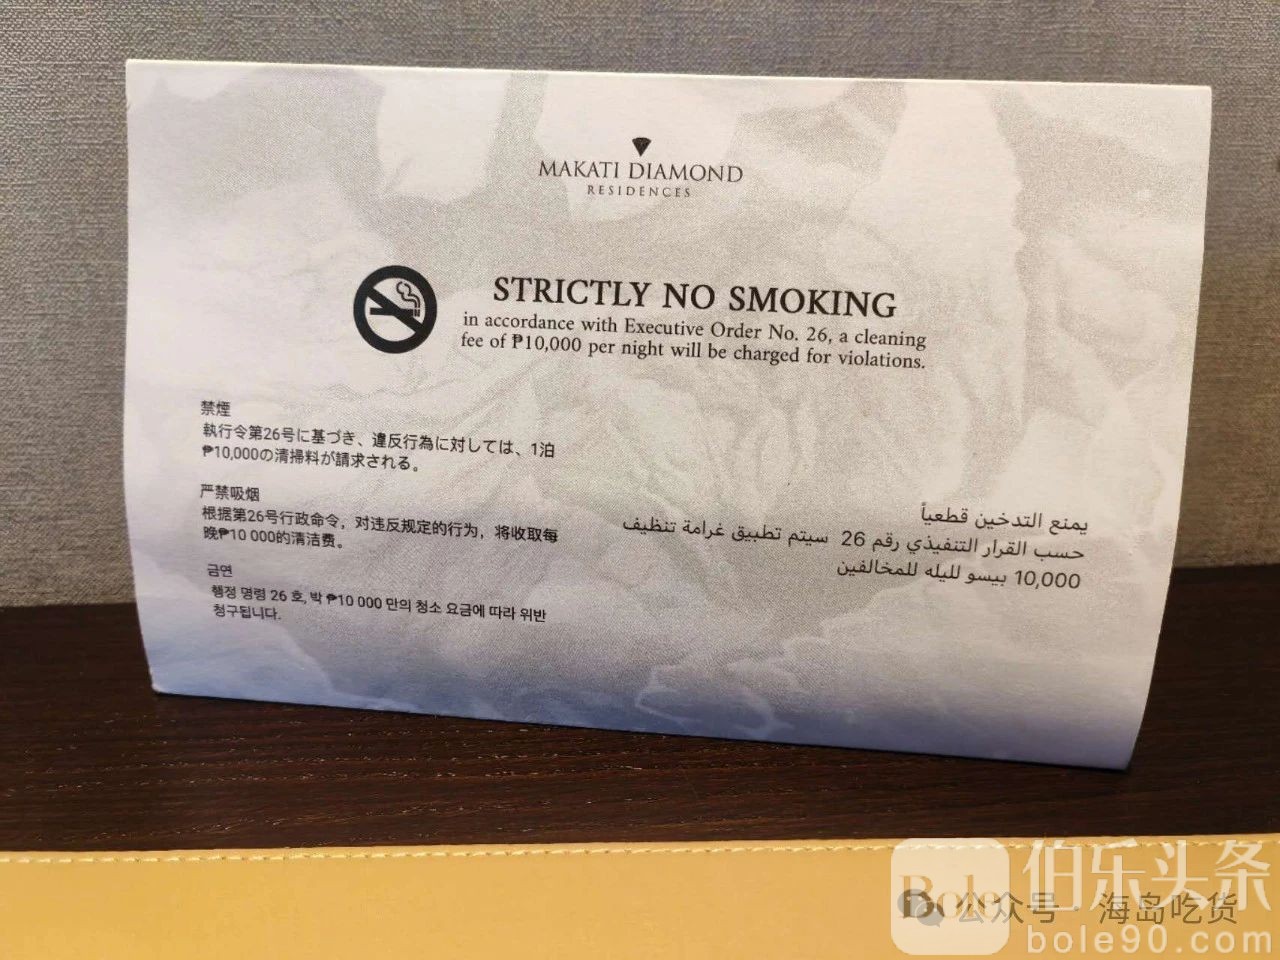 MAKATI DIAMOND
RESIDENCES
STRICTLY NO SMOKING
in accordance with Executive Order No. 26, a cleaning
fee of ₱10,000 per night will be charged for violations.
禁煙
執行令第26号に基づき、違反行為に対しては、1泊
₱10,000の清掃料が請求される。
严禁吸烟
根据第26号行政命令，对违反规定的行为，将收取每
晚₱10 000的清洁费。
금연
행정 명령 26 호, 박 ₱10 000 만의 청소 요금에 따라 위반
청구됩니다.
يمنع التدخين قطعياً
حسب القرار التنفيذي رقم 26 سيتم تطبيق غرامة تنظيف
10,000 بيسو لليله للمخالفين
Bole 伯乐头条
公众号 海岛吃货
bole90.com